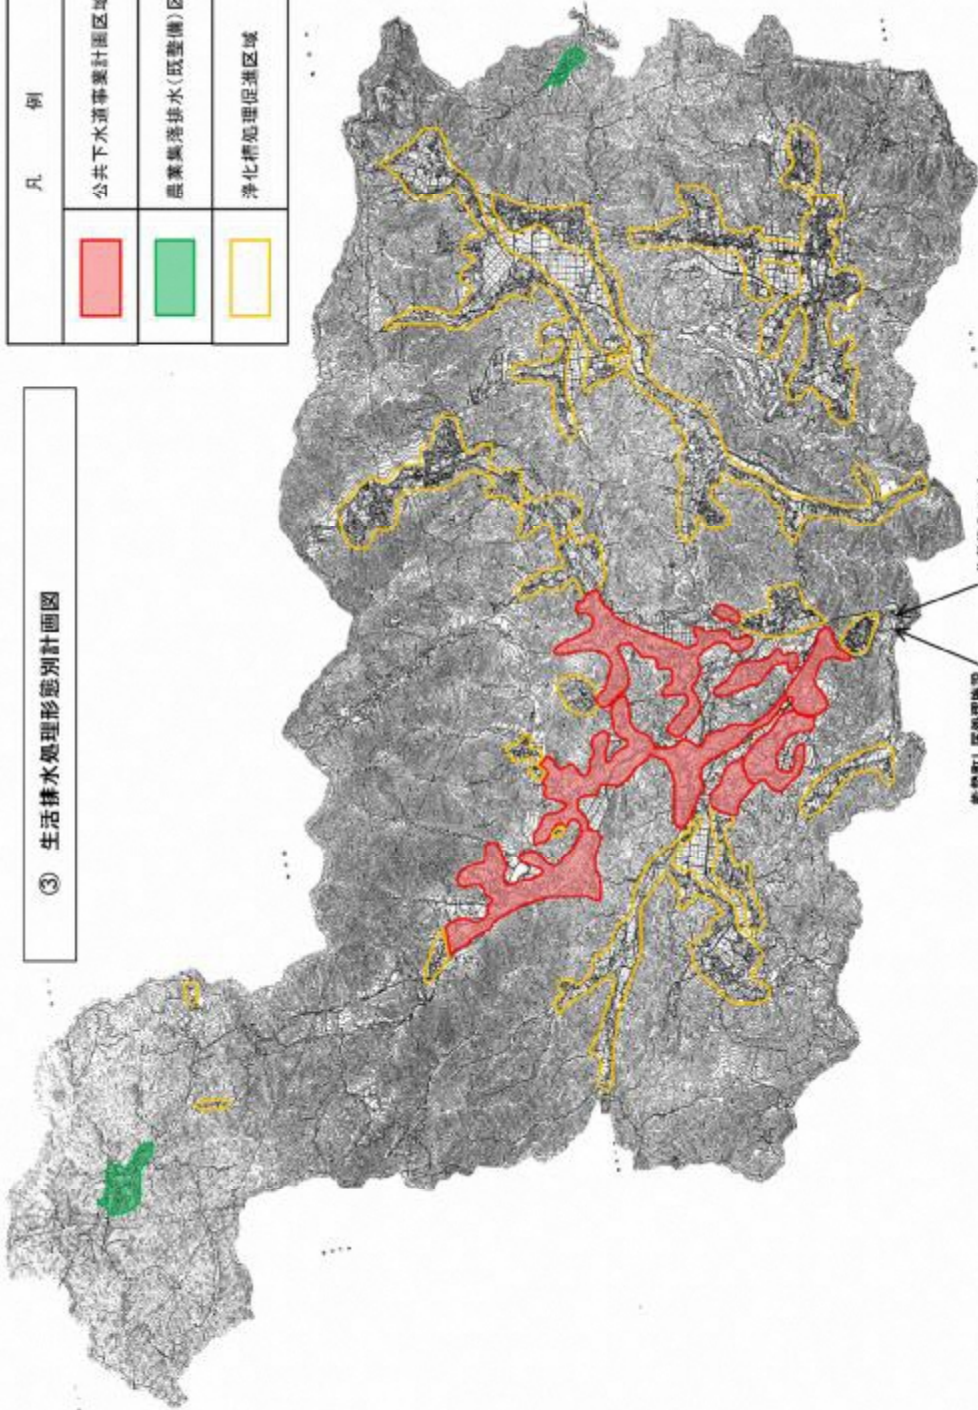 ③ 生活排水処理形態別計画図
凡 例
公共下水道事業計画区域
農業集落排水(既整備)区
浄化槽処理促進区域